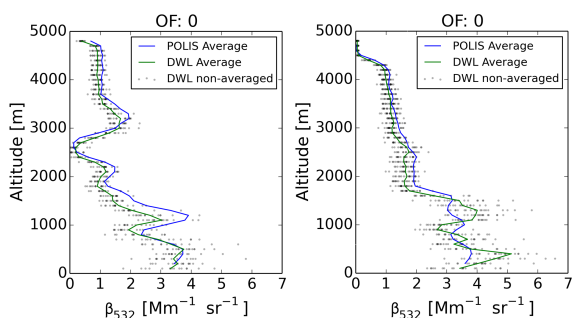 OF: 0
5000
4000
3000
2000
1000
0
Altitude [m]
POLIS Average
DWL Average
DWL non-averaged
0 1 2 3 4 5 6 7
β532 [Mm−1 sr−1]
OF: 0
5000
4000
3000
2000
1000
0
Altitude [m]
POLIS Average
DWL Average
DWL non-averaged
0 1 2 3 4 5 6 7
β532 [Mm−1 sr−1]